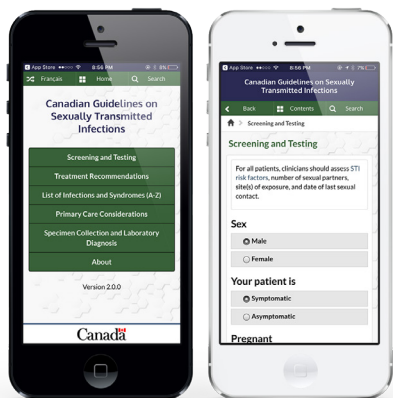 App Store 8:56 PM 8%
Francais Home Search
Canadian Guidelines on
Sexually Transmitted
Infections
Screening and Testing
Treatment Recommendations
List of Infections and Syndromes (A-Z)
Primary Care Considerations
Specimen Collection and Laboratory
Diagnosis
About
Version 2.0.0
Canada
App Store 8:56 PM 7%
Canadian Guidelines on Sexually
Transmitted Infections
Back Contents Search
Screening and Testing
Screening and Testing
For all patients, clinicians should assess STI
risk factors, number of sexual partners,
site(s) of exposure, and date of last sexual
contact.
Sex
Male
Female
Your patient is
Symptomatic
Asymptomatic
Pregnant